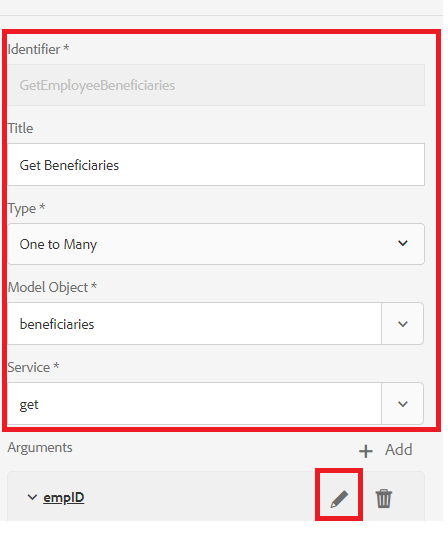 Identifier *
GetEmployeeBeneficiaries
Title
Get Beneficiaries
Type *
One to Many
Model Object *
beneficiaries
Service *
get
Arguments + Add
empID